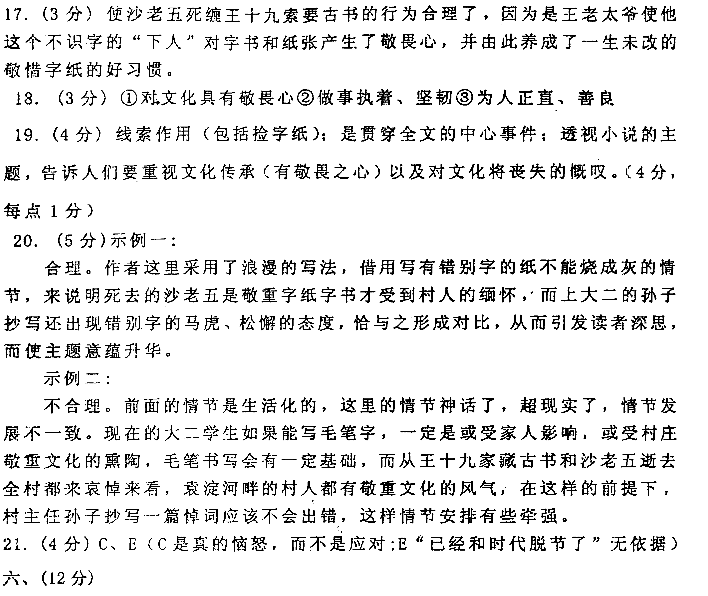 17. (3 分) 使沙老五死缠王十九索要古书的行为合理了，因为是王老太爷使他
这个不识字的“下人”对字书和纸张产生了敬畏心，并由此养成了一生未改的
敬惜字纸的好习惯。
18. (3 分) ①对文化具有敬畏心②做事执着、坚韧③为人正直、善良
19. (4 分) 线索作用（包括捡字纸）；是贯穿全文的中心事件；透视小说的主
题，告诉人们要重视文化传承（有敬畏之心）以及对文化将丧失的慨叹。（4 分，
每点 1 分）
20. (5 分)示例一：
合理。作者这里采用了浪漫的写法，借用写有错别字的纸不能烧成灰的情
节，来说明死去的沙老五是敬重字纸字书才受到村人的缅怀，而上大二的孙子
抄写还出现错别字的马虎、松懈的态度，恰与之形成对比，从而引发读者深思，
而使主题意蕴升华。
示例二：
不合理。前面的情节是生活化的，这里的情节神话了，超现实了，情节发
展不一致。现在的大二学生如果能写毛笔字，一定是或受家人影响，或受村庄
敬重文化的熏陶，毛笔书写会有一定基础，而从王十九家藏古书和沙老五逝去
全村都来哀悼来看，袁淀河畔的村人都有敬重文化的风气，在这样的前提下，
村主任孙子抄写一篇悼词应该不会出错，这样情节安排有些牵强。
21. (4 分) C、E（C 是真的恼怒，而不是应对；E“已经和时代脱节了”无依据）
六、(12 分)